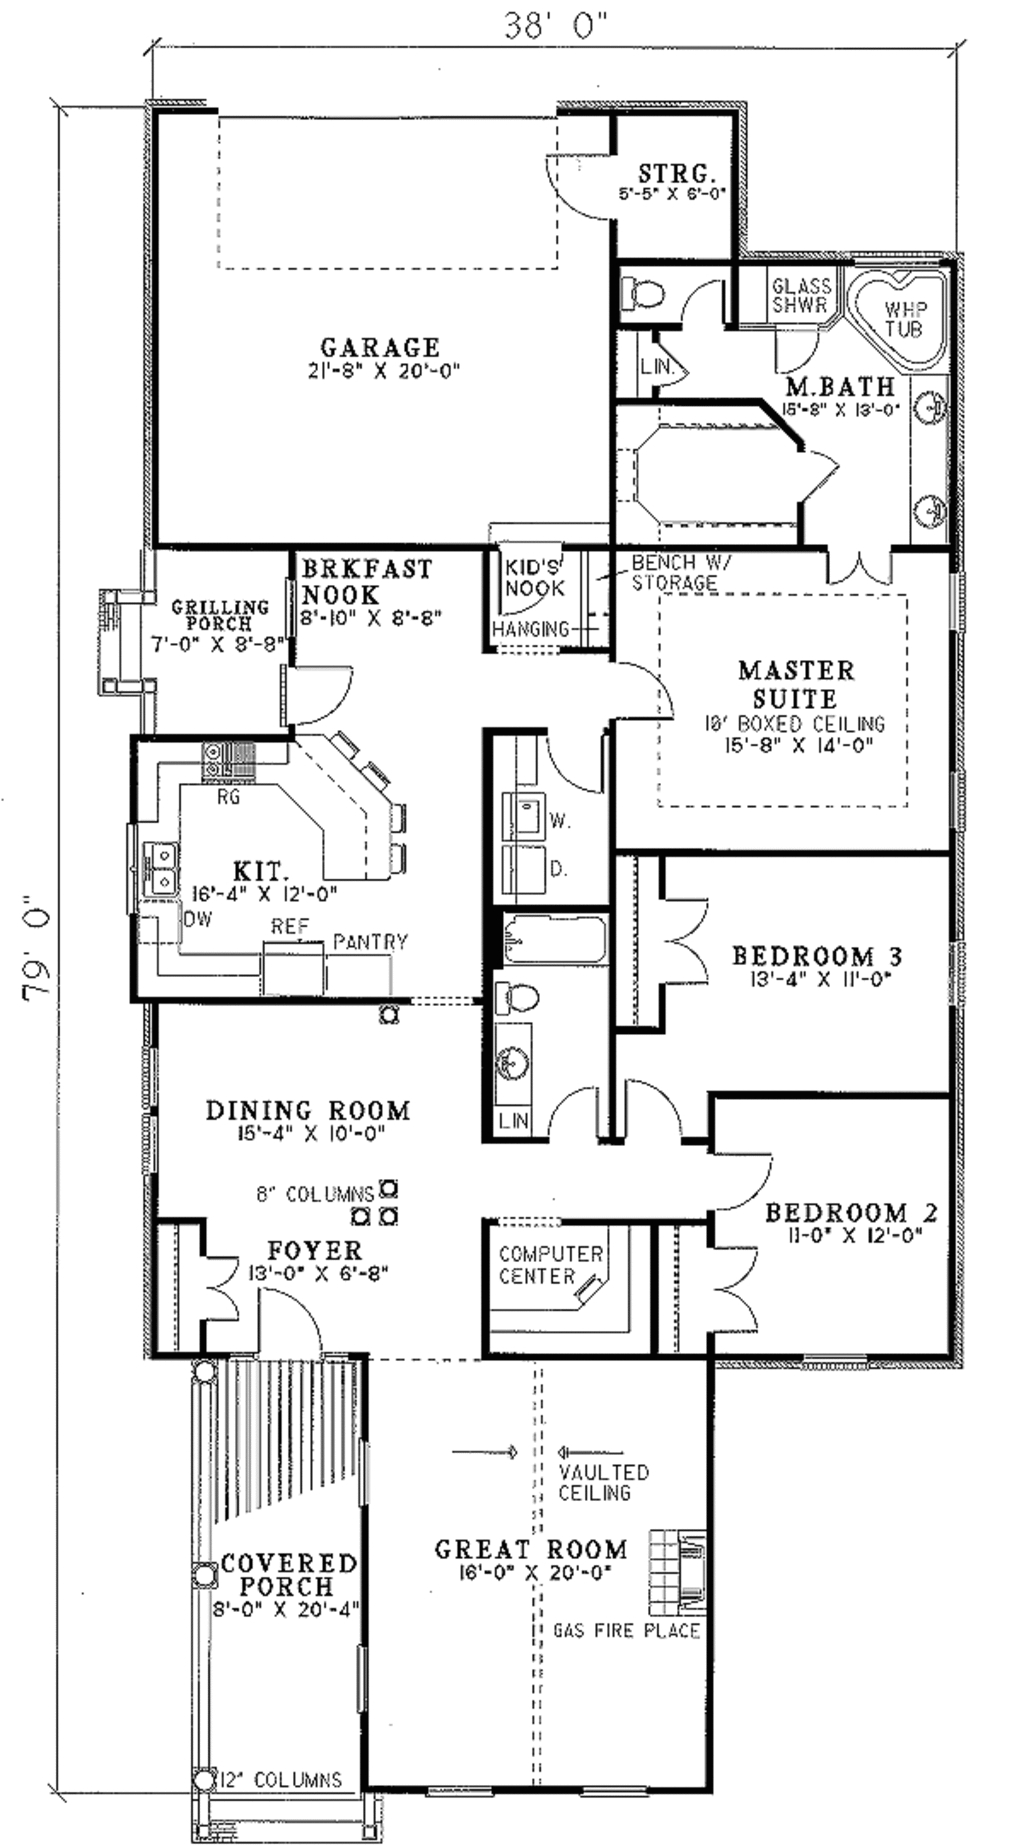 38' 0"
STRG.
5'-5" X 6'-0"
GLASS
SHWR
WHP
TUB
GARAGE
21'-8" X 20'-0"
LIN.
M.BATH
15'-8" X 13'-0"
BRKFAST
NOOK
8'-10" X 8'-8"
KID'S
NOOK
BENCH W/
STORAGE
GRILLING
PORCH
7'-0" X 8'-8"
HANGING
MASTER
SUITE
10' BOXED CEILING
15'-8" X 14'-0"
RG
W.
D.
KIT.
16'-4" X 12'-0"
DW
REF
PANTRY
79' 0"
BEDROOM 3
13'-4" X 11'-0"
DINING ROOM
15'-4" X 10'-0"
LIN
8" COLUMNS
BEDROOM 2
11-0" X 12'-0"
FOYER
13'-0" X 6'-8"
COMPUTER
CENTER
VAULTED
CEILING
GREAT ROOM
16'-0" X 20'-0"
COVERED
PORCH
8'-0" X 20'-4"
GAS FIRE PLACE
12" COLUMNS